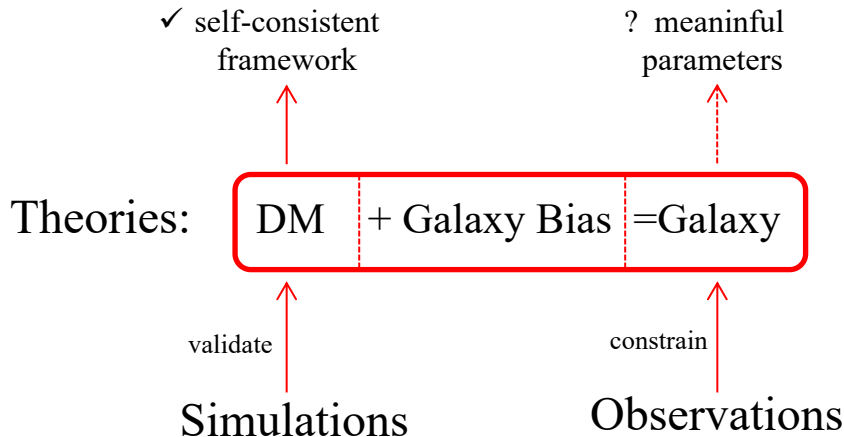 ✓ self-consistent
framework
? meaninful
parameters
Theories: DM + Galaxy Bias =Galaxy
validate
constrain
Simulations
Observations